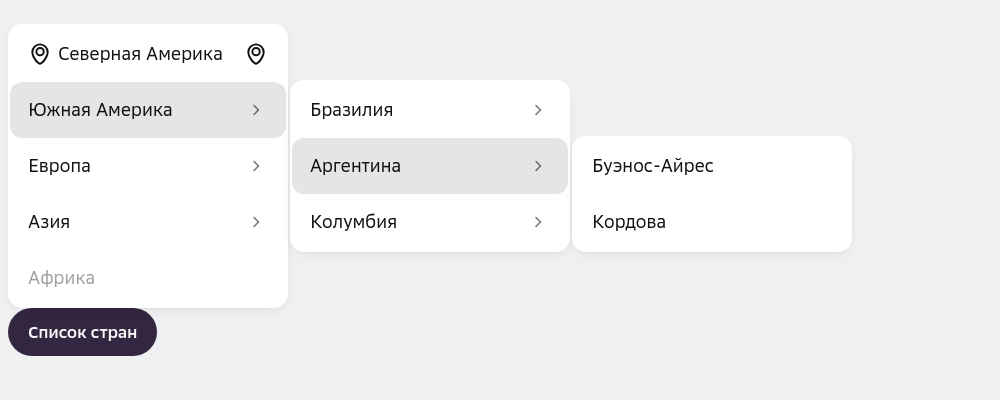 Северная Америка
Южная Америка
Европа
Азия
Африка
Бразилия
Аргентина
Колумбия
Буэнос-Айрес
Кордова
Список стран